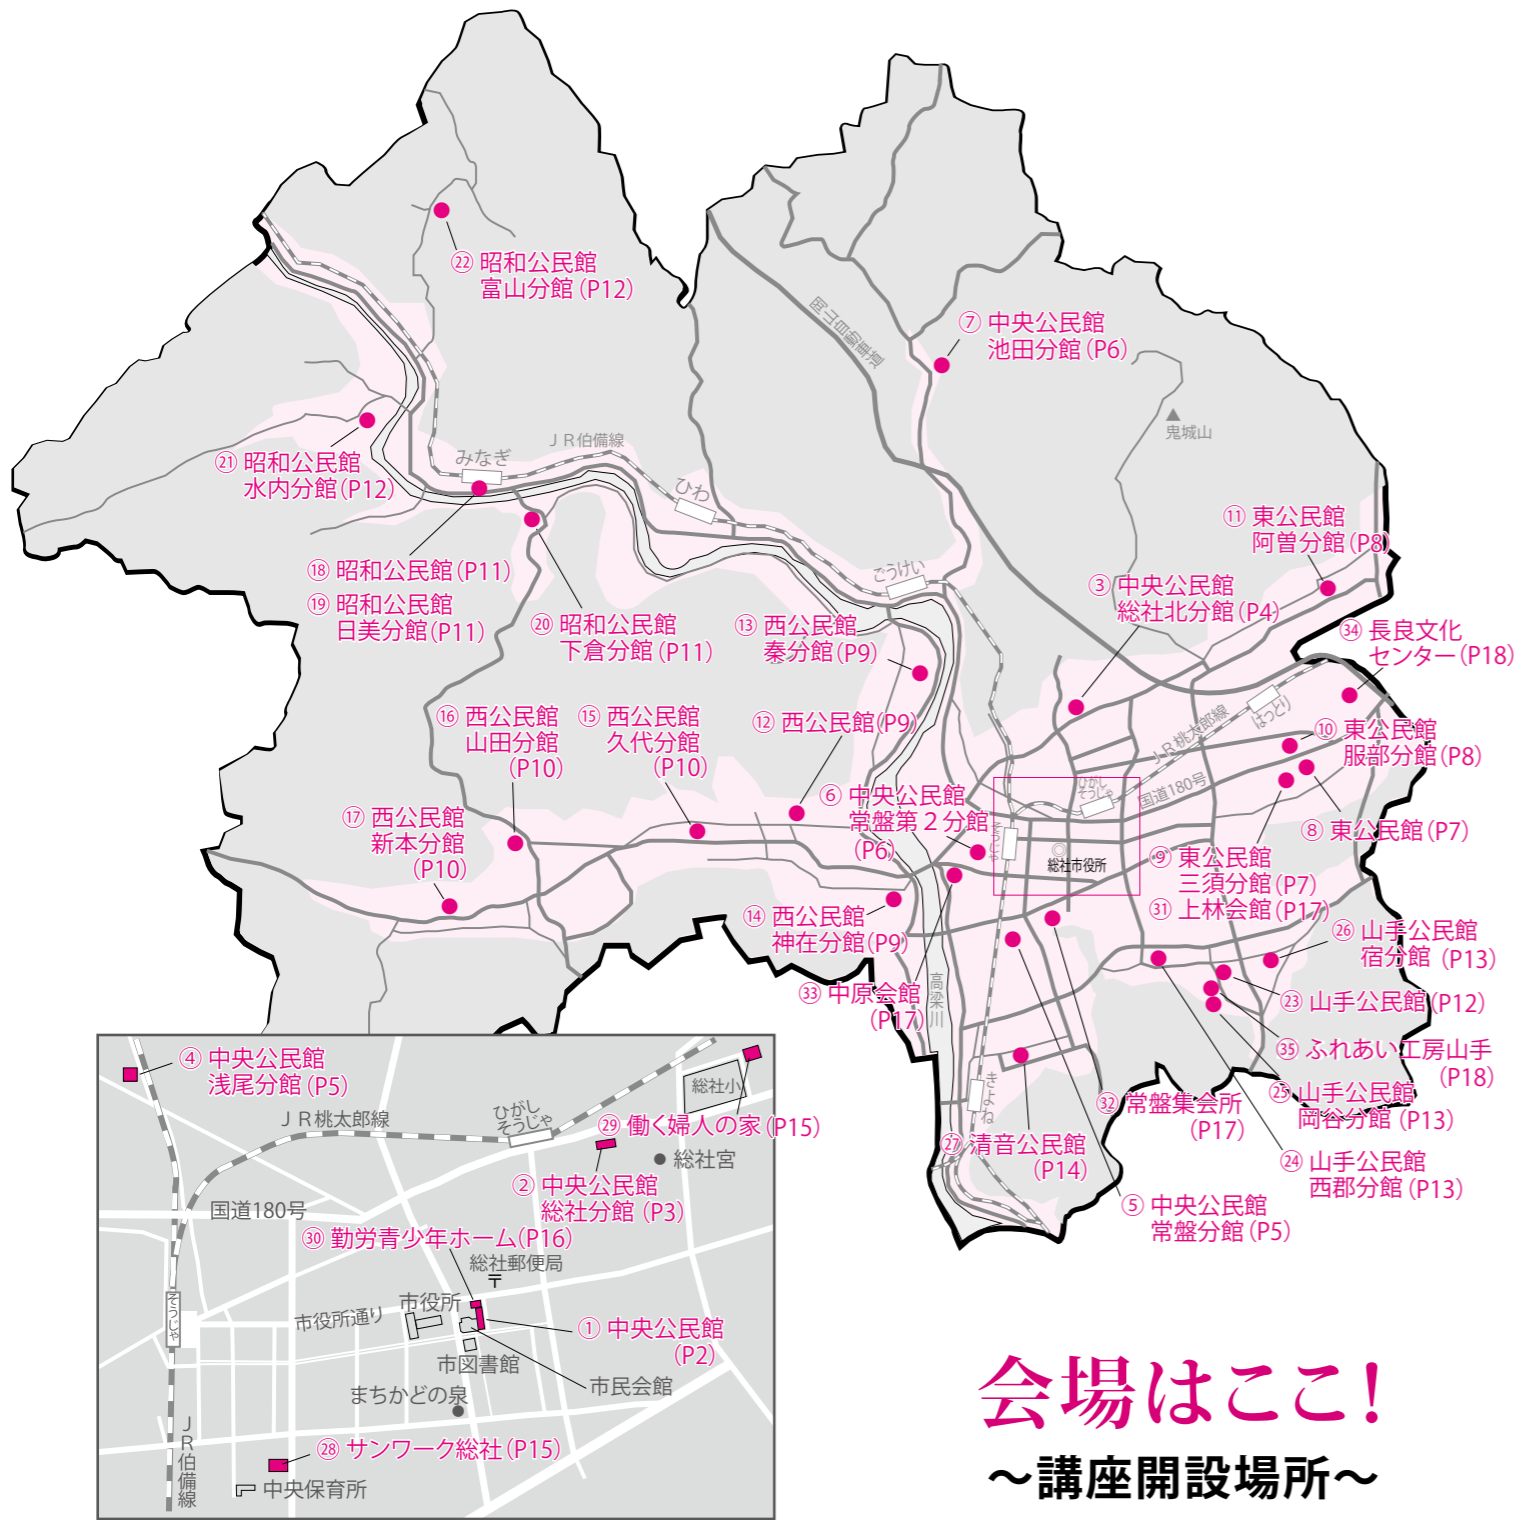 ㉒ 昭和公民館
富山分館(P12)
岡山自動車道
⑦ 中央公民館
池田分館(P6)
鬼城山
JR伯備線
みなぎ
ひわ
㉑ 昭和公民館
水内分館(P12)
⑪ 東公民館
阿曽分館(P8)
⑱ 昭和公民館(P11)
⑲ 昭和公民館
日美分館(P11)
⑳ 昭和公民館
下倉分館(P11)
⑬ 西公民館
秦分館(P9)
ごうけい
③ 中央公民館
総社北分館(P4)
㉞ 長良文化
センター(P18)
⑯ 西公民館
山田分館
(P10)
⑮ 西公民館
久代分館
(P10)
⑫ 西公民館(P9)
JR桃太郎線
はっとり
⑩ 東公民館
服部分館(P8)
⑰ 西公民館
新本分館
(P10)
⑥ 中央公民館
常盤第2分館
(P6)
ひがし
そうじゃ
国道180号
そうじゃ
総社市役所
⑧ 東公民館(P7)
⑨ 東公民館
三須分館(P7)
㉛ 上林会館(P17)
⑭ 西公民館
神在分館(P9)
㉖ 山手公民館
宿分館(P13)
㉝ 中原会館
(P17)
高梁川
㉓ 山手公民館(P12)
㉟ ふれあい工房山手
(P18)
きよね
㉜ 常盤集会所
(P17)
㉕ 山手公民館
岡谷分館(P13)
㉗ 清音公民館
(P14)
㉔ 山手公民館
西郡分館(P13)
⑤ 中央公民館
常盤分館(P5)
④ 中央公民館
浅尾分館(P5)
JR桃太郎線
ひがし
そうじゃ
総社小
㉙ 働く婦人の家(P15)
総社宮
② 中央公民館
総社分館(P3)
国道180号
㉚ 勤労青少年ホーム(P16)
総社郵便局
〒
そうじゃ
市役所通り
市役所
① 中央公民館
(P2)
市図書館
市民会館
まちかどの泉
JR伯備線
㉘ サンワーク総社(P15)
中央保育所
会場はここ!
～講座開設場所～